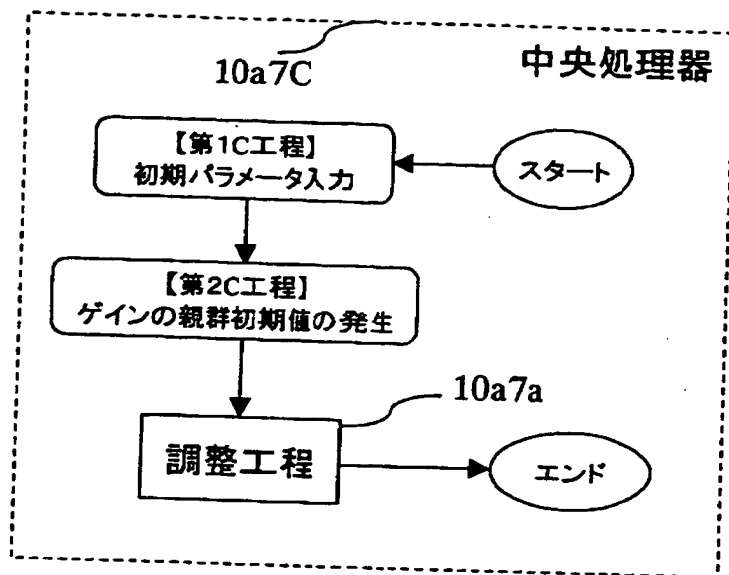 10a7C
中央処理器
【第1C工程】
初期パラメータ入力
スタート
【第2C工程】
ゲインの親群初期値の発生
10a7a
調整工程
エンド